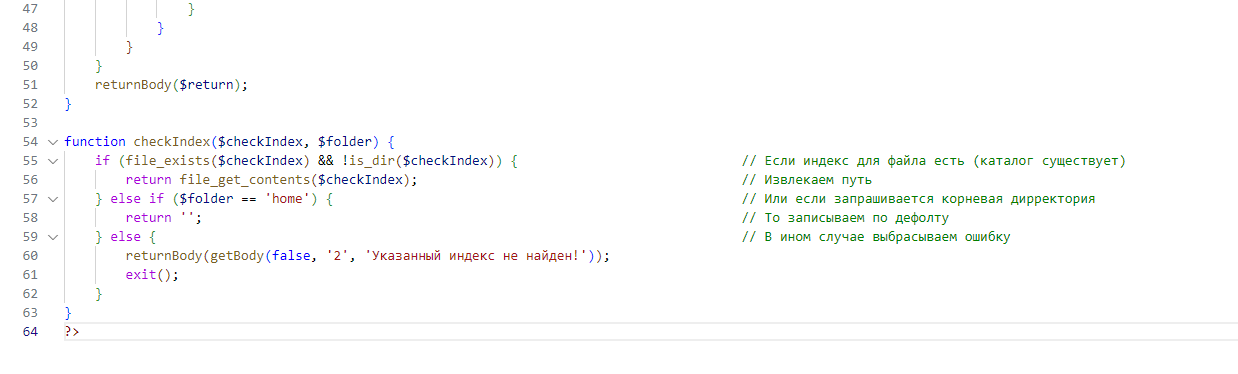 47 }
48 }
49 }
50 }
51 returnBody($return);
52 }
53
54 function checkIndex($checkIndex, $folder) {
55 if (file_exists($checkIndex) && !is_dir($checkIndex)) { // Если индекс для файла есть (каталог существует)
56 return file_get_contents($checkIndex); // Извлекаем путь
57 } else if ($folder == 'home') { // Или если запрашивается корневая дирректория
58 return ''; // То записываем по дефолту
59 } else { // В ином случае выбрасываем ошибку
60 returnBody(getBody(false, '2', 'Указанный индекс не найден!'));
61 exit();
62 }
63 }
64 ?>